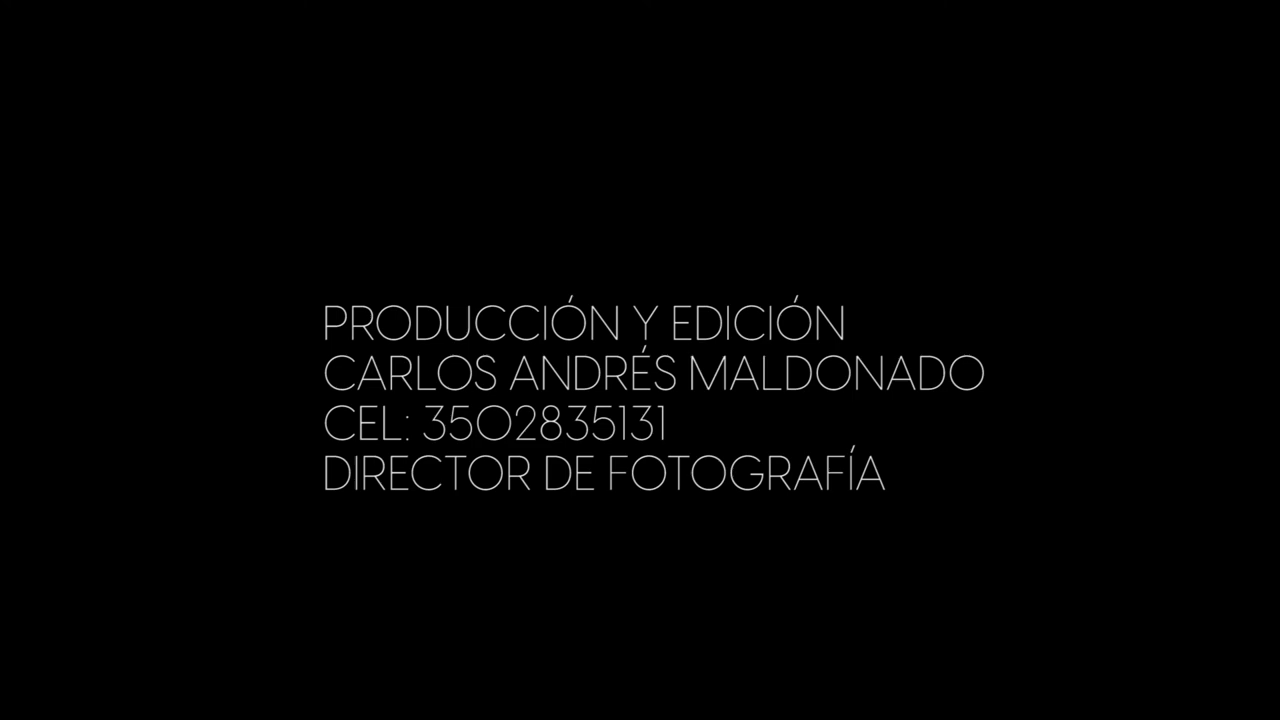 PRODUCCIÓN Y EDICIÓN
CARLOS ANDRÉS MALDONADO
CEL: 3502835131
DIRECTOR DE FOTOGRAFÍA